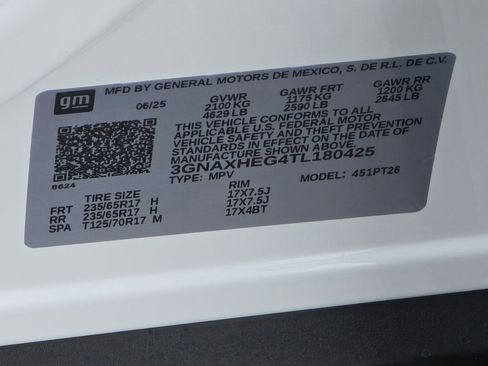 gm
MFD BY GENERAL MOTORS DE MEXICO, S. DE R.L. DE C.V.
06/25 GVWR GAWR FRT GAWR RR
2100 KG 1175 KG 1200 KG
4629 LB 2590 LB 2645 LB
THIS VEHICLE CONFORMS TO ALL
APPLICABLE U.S. FEDERAL MOTOR
VEHICLE SAFETY AND THEFT PREVENTION
STANDARDS IN EFFECT ON THE DATE OF
MANUFACTURE
3GNAXHEG4TL180425
8624
TYPE: MPV MODEL: 451PT26
TIRE SIZE RIM
FRT 235/65R17 H 17X7.5J
RR 235/65R17 H 17X7.5J
SPA T125/70R17 M 17X4BT